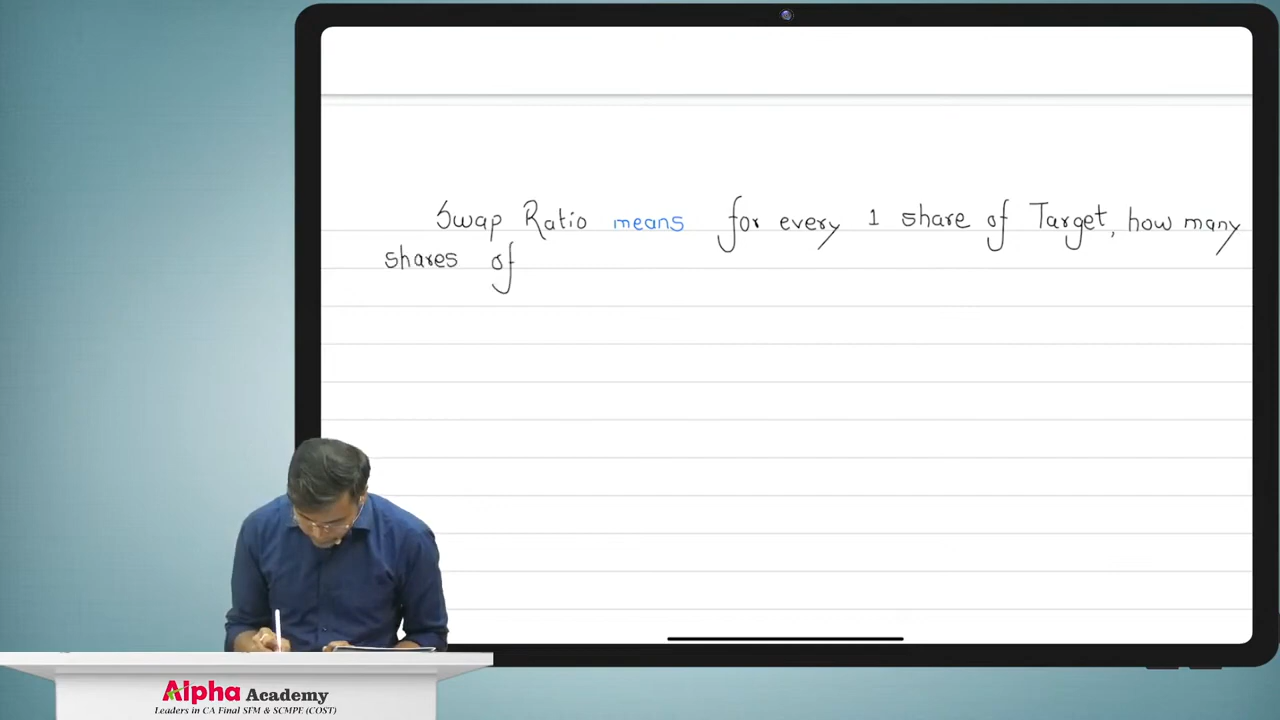 Swap Ratio means for every 1 share of Target, how many
shares of
Alpha Academy
Leaders in CA Final SFM & SCMPE (COST)